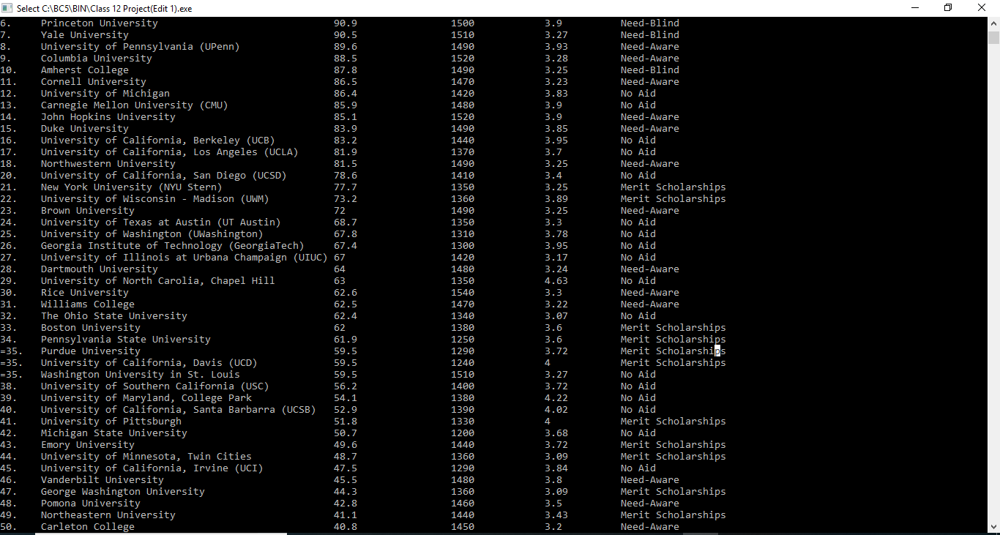 Select C:\BC5\BIN\Class 12 Project(Edit 1).exe
6. Princeton University 90.9 1500 3.9 Need-Blind
7. Yale University 90.5 1510 3.27 Need-Blind
8. University of Pennsylvania (UPenn) 89.6 1490 3.93 Need-Aware
9. Columbia University 88.5 1520 3.28 Need-Aware
10. Amherst College 87.8 1490 3.25 Need-Blind
11. Cornell University 86.5 1470 3.23 Need-Aware
12. University of Michigan 86.4 1420 3.83 No Aid
13. Carnegie Mellon University (CMU) 85.9 1480 3.9 No Aid
14. John Hopkins University 85.1 1520 3.9 Need-Aware
15. Duke University 83.9 1490 3.85 Need-Aware
16. University of California, Berkeley (UCB) 83.2 1440 3.95 No Aid
17. University of California, Los Angeles (UCLA) 81.9 1370 3.7 No Aid
18. Northwestern University 81.5 1490 3.25 Need-Aware
20. University of California, San Diego (UCSD) 78.6 1410 3.4 No Aid
21. New York University (NYU Stern) 77.7 1350 3.25 Merit Scholarships
22. University of Wisconsin - Madison (UWM) 73.2 1360 3.89 Merit Scholarships
23. Brown University 72 1490 3.25 Need-Aware
24. University of Texas at Austin (UT Austin) 68.7 1350 3.3 No Aid
25. University of Washington (UWashington) 67.8 1310 3.78 No Aid
26. Georgia Institute of Technology (GeorgiaTech) 67.4 1300 3.95 No Aid
27. University of Illinois at Urbana Champaign (UIUC) 67 1420 3.17 No Aid
28. Dartmouth University 64 1480 3.24 Need-Aware
29. University of North Carolia, Chapel Hill 63 1350 4.63 No Aid
30. Rice University 62.6 1540 3.3 Need-Aware
31. Williams College 62.5 1470 3.22 Need-Aware
32. The Ohio State University 62.4 1340 3.07 No Aid
33. Boston University 62 1380 3.6 Merit Scholarships
34. Pennsylvania State University 61.9 1250 3.6 Merit Scholarships
=35. Purdue University 59.5 1290 3.72 Merit Scholarships
=35. University of California, Davis (UCD) 59.5 1240 4 Merit Scholarships
=35. Washington University in St. Louis 59.5 1510 3.27 No Aid
38. University of Southern California (USC) 56.2 1400 3.72 No Aid
39. University of Maryland, College Park 54.1 1380 4.22 No Aid
40. University of California, Santa Barbarra (UCSB) 52.9 1390 4.02 No Aid
41. University of Pittsburgh 51.8 1330 4 Merit Scholarships
42. Michigan State University 50.7 1200 3.68 No Aid
43. Emory University 49.6 1440 3.72 Merit Scholarships
44. University of Minnesota, Twin Cities 48.7 1360 3.09 Merit Scholarships
45. University of California, Irvine (UCI) 47.5 1290 3.84 No Aid
46. Vanderbilt University 45.5 1480 3.8 Need-Aware
47. George Washington University 44.3 1360 3.09 Merit Scholarships
48. Pomona University 42.8 1460 3.5 Need-Aware
49. Northeastern University 41.1 1440 3.43 Merit Scholarships
50. Carleton College 40.8 1450 3.2 Need-Aware